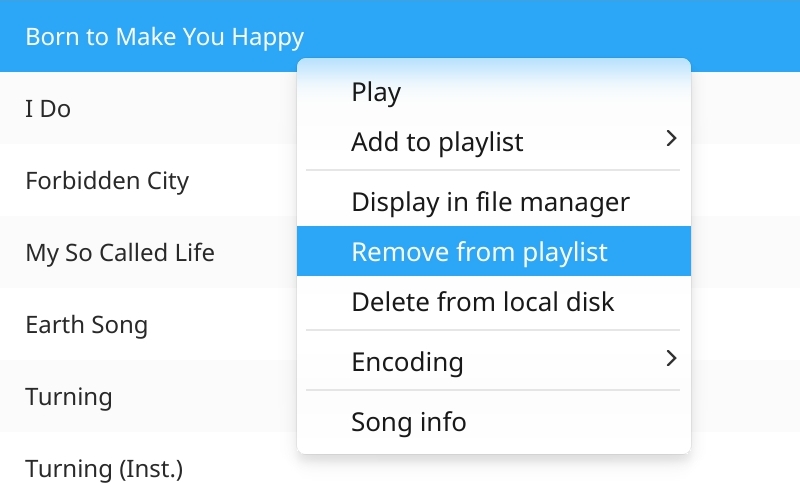 Born to Make You Happy
I Do
Forbidden City
My So Called Life
Earth Song
Turning
Turning (Inst.)
Play
Add to playlist
Display in file manager
Remove from playlist
Delete from local disk
Encoding
Song info